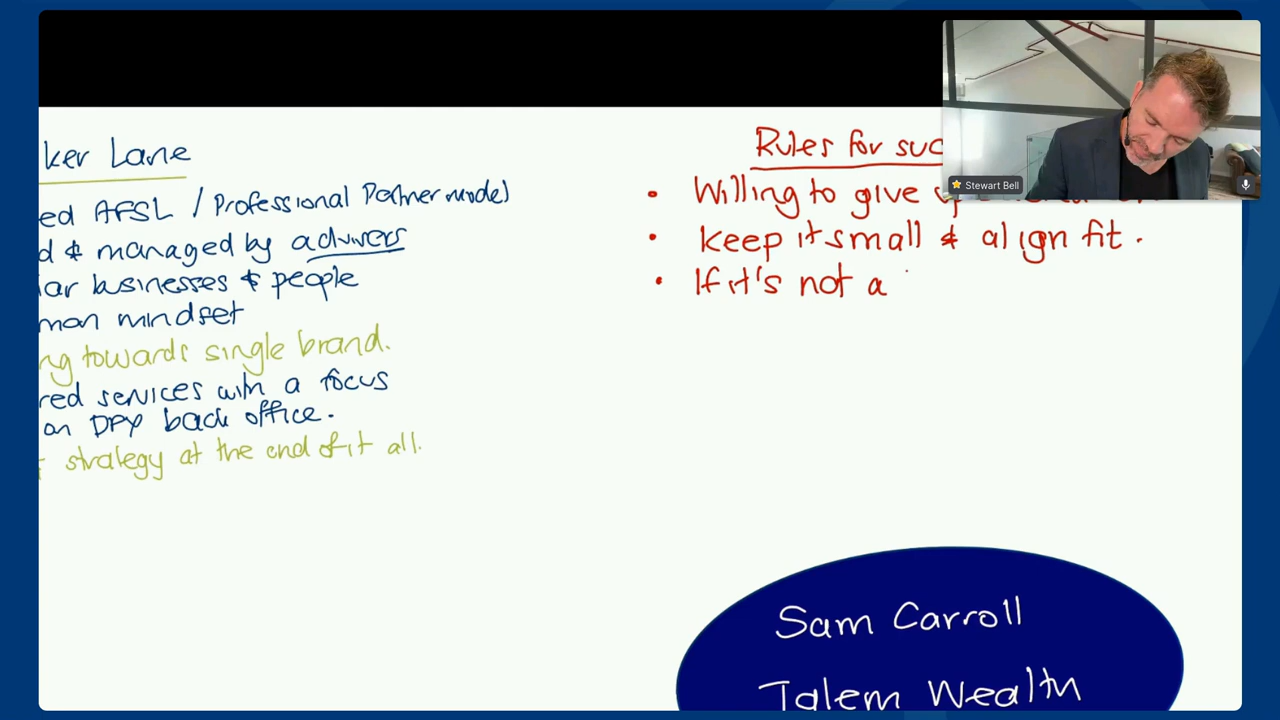 ker Lane
ed AFSL / Professional Partner model)
d & managed by advisers
lar businesses & people
mon mindset
ng towards single brand.
red services with a focus
on DPY back office.
strategy at the end of it all.
Rules for suc
• Willing to give
• Keep it small & align fit.
• If it's not a
Stewart Bell
Sam Carroll
Talem Wealth